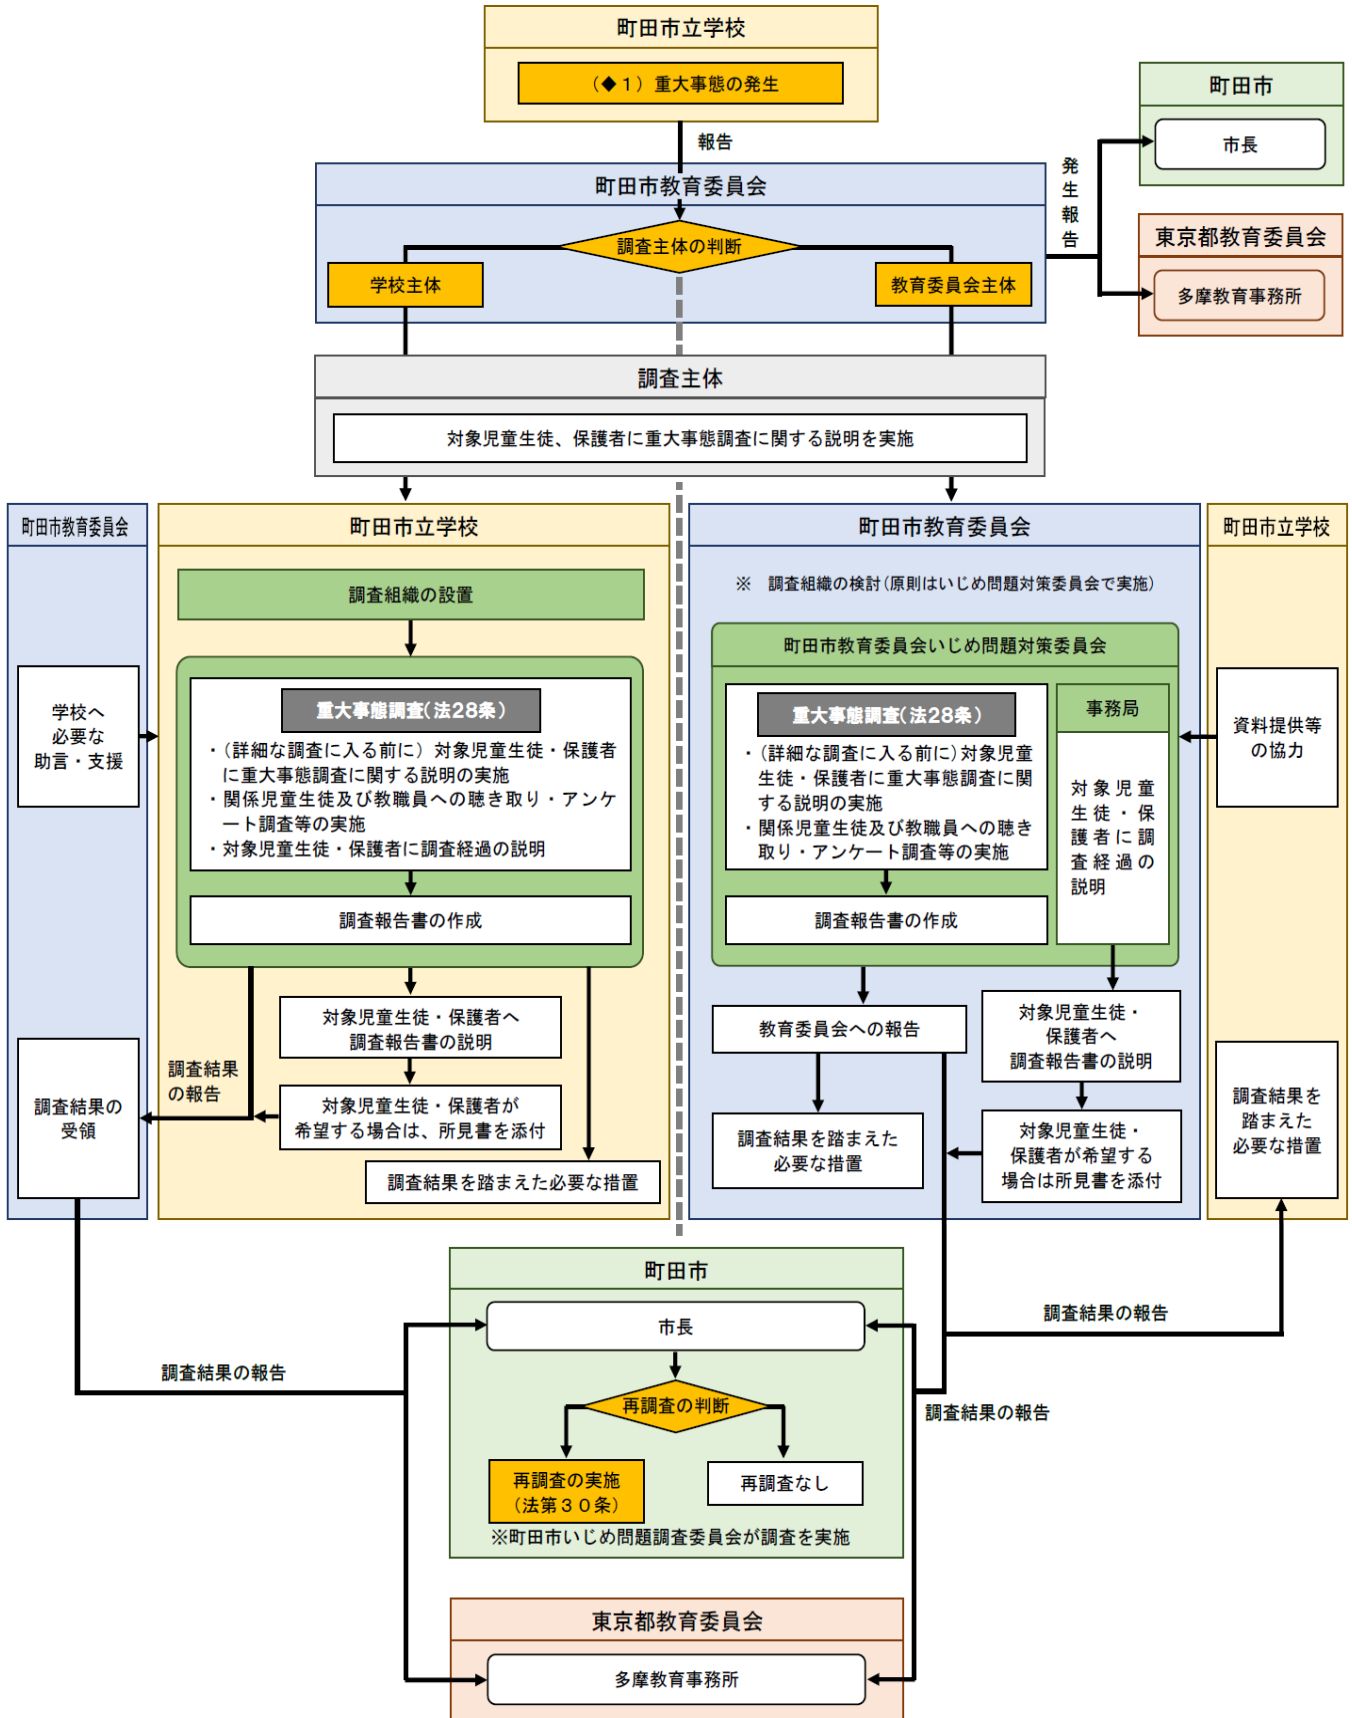 町田市立学校
（◆１）重大事態の発生
報告
町田市
市長
発生報告
東京都教育委員会
多摩教育事務所
町田市教育委員会
調査主体の判断
学校主体
教育委員会主体
調査主体
対象児童生徒、保護者に重大事態調査に関する説明を実施
町田市教育委員会
学校へ
必要な
助言・支援
調査結果の
受領
町田市立学校
調査組織の設置
重大事態調査（法28条）
・（詳細な調査に入る前に）対象児童生徒・保護者
に重大事態調査に関する説明の実施
・関係児童生徒及び教職員への聴き取り・アンケ
ート調査等の実施
・対象児童生徒・保護者に調査経過の説明
調査報告書の作成
対象児童生徒・保護者へ
調査報告書の説明
調査結果
の報告
対象児童生徒・保護者が
希望する場合は、所見書を添付
調査結果を踏まえた必要な措置
町田市教育委員会
※　調査組織の検討（原則はいじめ問題対策委員会で実施）
町田市教育委員会いじめ問題対策委員会
重大事態調査（法28条）
・（詳細な調査に入る前に）対象児童
生徒・保護者に重大事態調査に関
する説明の実施
・関係児童生徒及び教職員への聴き
取り・アンケート調査等の実施
調査報告書の作成
事務局
対象児童
生徒・保
護者に調
査経過の
説明
教育委員会への報告
対象児童生徒・
保護者へ
調査報告書の説明
調査結果を踏まえた
必要な措置
対象児童生徒・
保護者が希望する
場合は所見書を添付
町田市立学校
資料提供等
の協力
調査結果を
踏まえた
必要な措置
町田市
市長
調査結果の報告
調査結果の報告
再調査の判断
調査結果の報告
再調査の実施
（法第３０条）
再調査なし
※町田市いじめ問題調査委員会が調査を実施
東京都教育委員会
多摩教育事務所